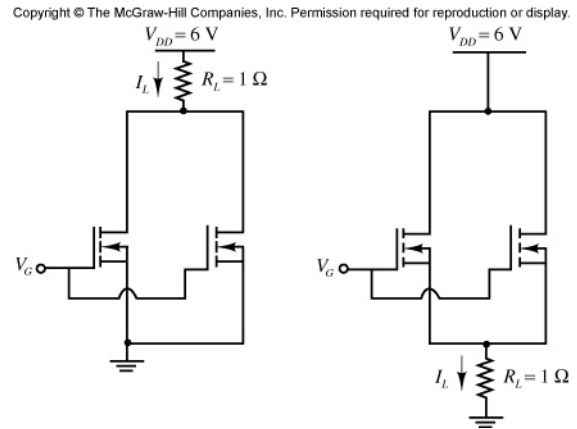 Copyright © The McGraw-Hill Companies, Inc. Permission required for reproduction or display.
V_DD = 6 V
I_L R_L = 1 Ω
V_G
V_DD = 6 V
V_G
I_L R_L = 1 Ω